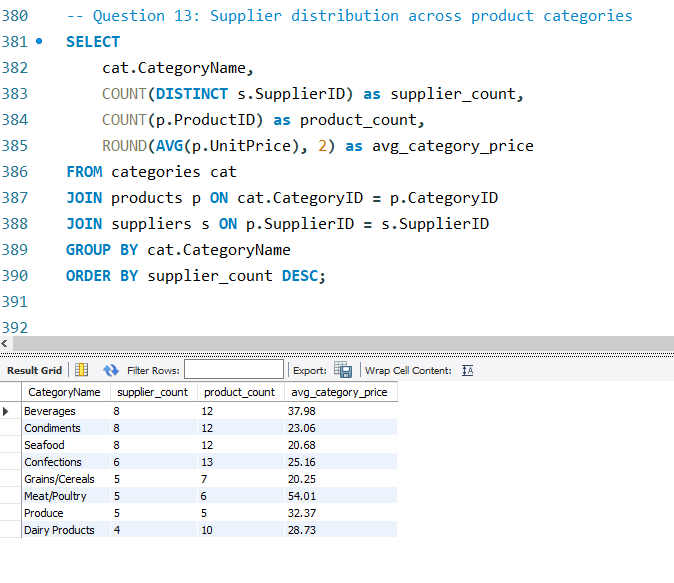 380 -- Question 13: Supplier distribution across product categories
381 SELECT
382 cat.CategoryName,
383 COUNT(DISTINCT s.SupplierID) as supplier_count,
384 COUNT(p.ProductID) as product_count,
385 ROUND(AVG(p.UnitPrice), 2) as avg_category_price
386 FROM categories cat
387 JOIN products p ON cat.CategoryID = p.CategoryID
388 JOIN suppliers s ON p.SupplierID = s.SupplierID
389 GROUP BY cat.CategoryName
390 ORDER BY supplier_count DESC;
391
392
Result Grid Filter Rows: Export: Wrap Cell Content:
CategoryName supplier_count product_count avg_category_price
Beverages 8 12 37.98
Condiments 8 12 23.06
Seafood 8 12 20.68
Confections 6 13 25.16
Grains/Cereals 5 7 20.25
Meat/Poultry 5 6 54.01
Produce 5 5 32.37
Dairy Products 4 10 28.73